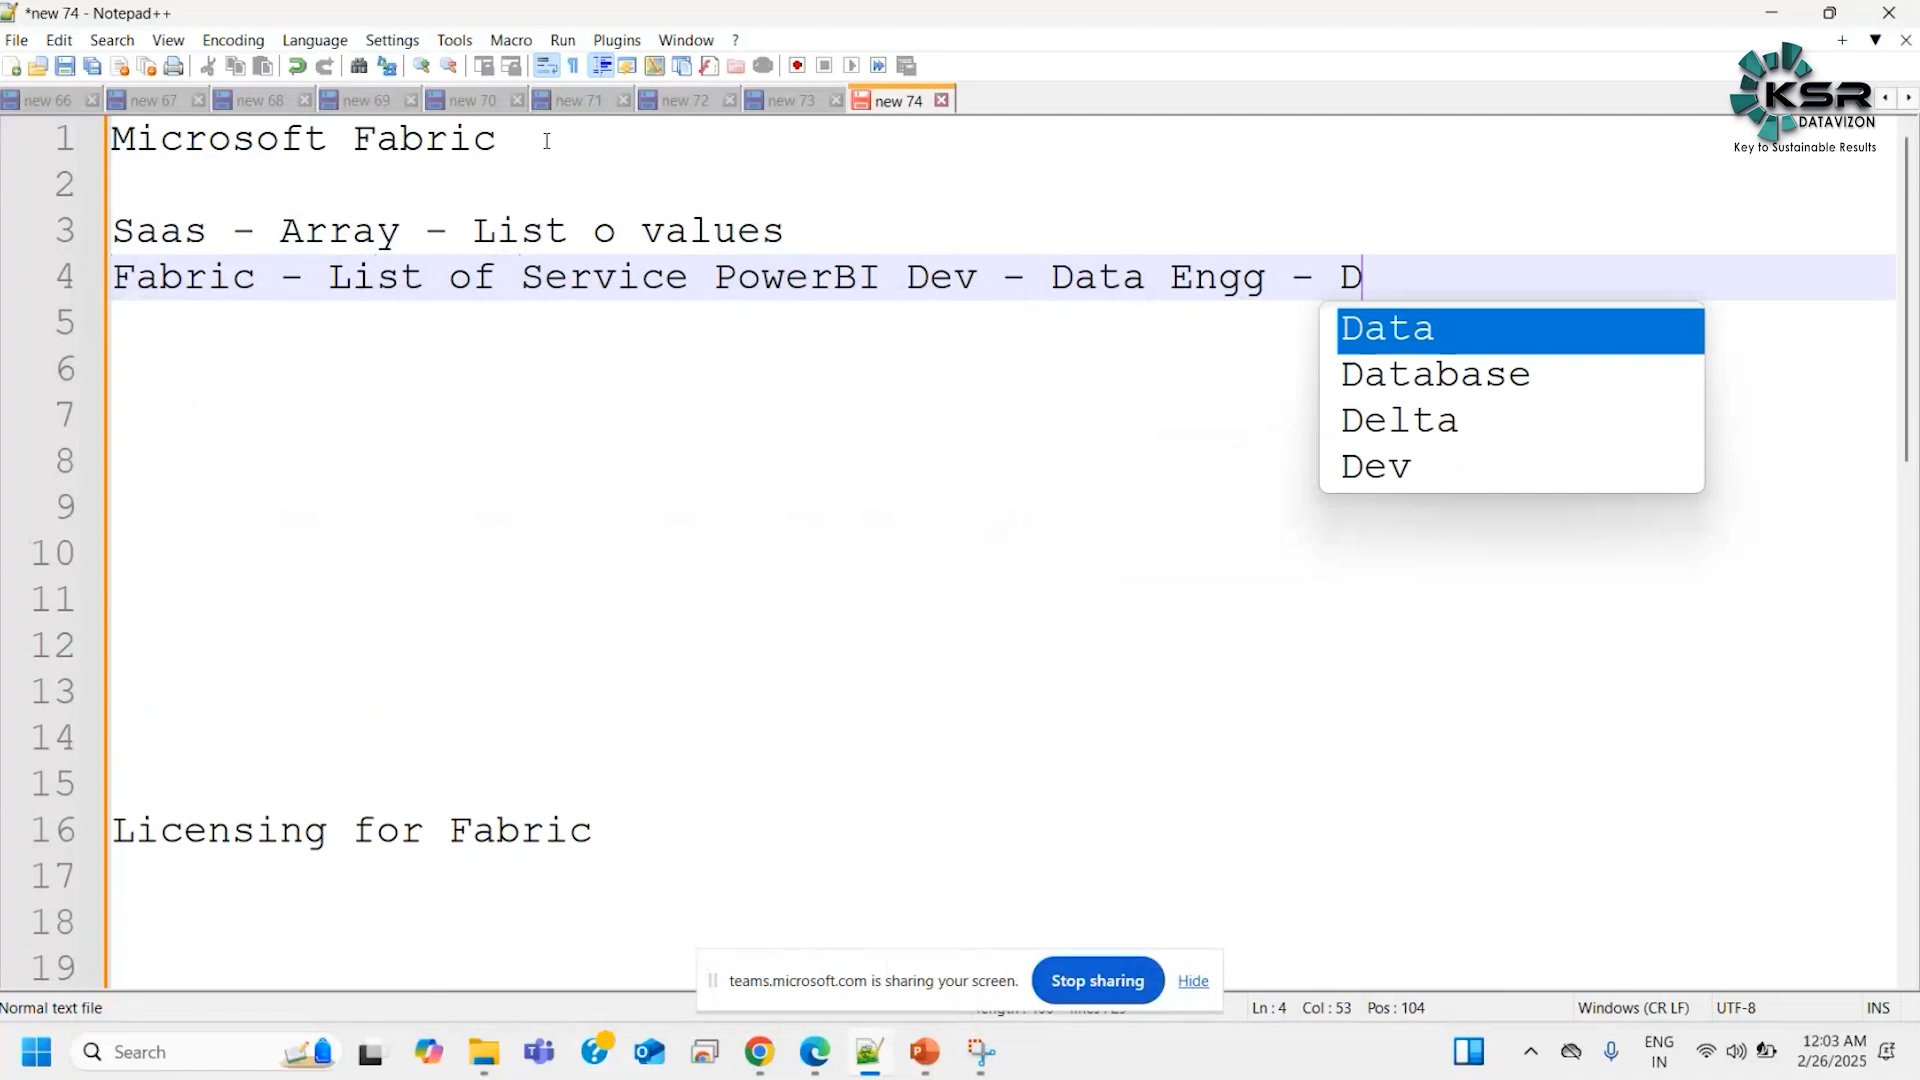 *new 74 - Notepad++
File Edit Search View Encoding Language Settings Tools Macro Run Plugins Window ?
new 66 new 67 new 68 new 69 new 70 new 71 new 72 new 73 new 74
KSR
DATAVIZON
Key to Sustainable Results
1 Microsoft Fabric
2
3 Saas - Array - List o values
4 Fabric - List of Service PowerBI Dev - Data Engg - D
5
Data
6
Database
7
Delta
8
Dev
9
10
11
12
13
14
15
16 Licensing for Fabric
17
18
19
teams.microsoft.com is sharing your screen. Stop sharing Hide
Normal text file Ln : 4 Col : 53 Pos : 104 Windows (CR LF) UTF-8 INS
Search ENG IN 12:03 AM 2/26/2025